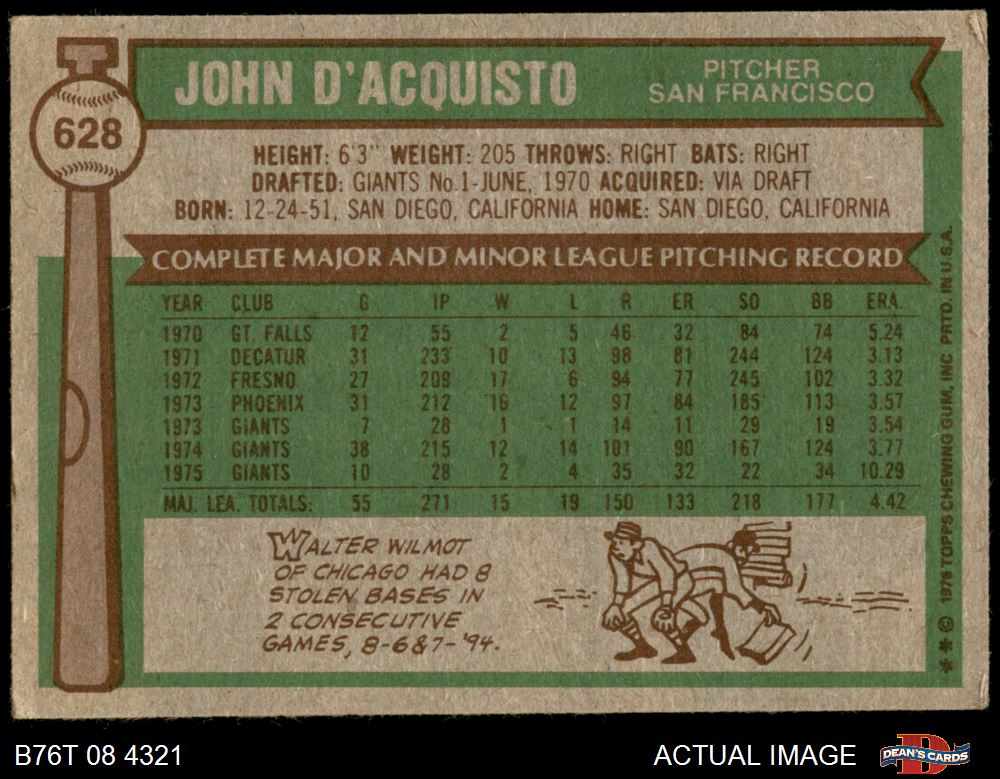 JOHN D'ACQUISTO
PITCHER
SAN FRANCISCO
628
HEIGHT: 6'3" WEIGHT: 205 THROWS: RIGHT BATS: RIGHT
DRAFTED: GIANTS No.1-JUNE, 1970 ACQUIRED: VIA DRAFT
BORN: 12-24-51, SAN DIEGO, CALIFORNIA HOME: SAN DIEGO, CALIFORNIA
COMPLETE MAJOR AND MINOR LEAGUE PITCHING RECORD
YEAR CLUB G IP W L R ER SO BB ERA
1970 GT. FALLS 12 55 2 5 46 32 84 74 5.24
1971 DECATUR 31 233 10 13 98 81 244 124 3.13
1972 FRESNO 27 209 17 6 94 77 245 102 3.32
1973 PHOENIX 31 212 16 12 97 84 185 113 3.57
1973 GIANTS 7 28 1 1 14 11 29 19 3.54
1974 GIANTS 38 215 12 14 101 90 167 124 3.77
1975 GIANTS 10 28 2 4 35 32 22 34 10.29
MAJ. LEA. TOTALS: 55 271 15 19 150 133 218 177 4.42
WALTER WILMOT
OF CHICAGO HAD 8
STOLEN BASES IN
2 CONSECUTIVE
GAMES, 8-6&7-'94.
* * © 1976 TOPPS CHEWING GUM, INC PRTD. IN U.S.A.
B76T 08 4321
ACTUAL IMAGE
DEAN'S CARDS